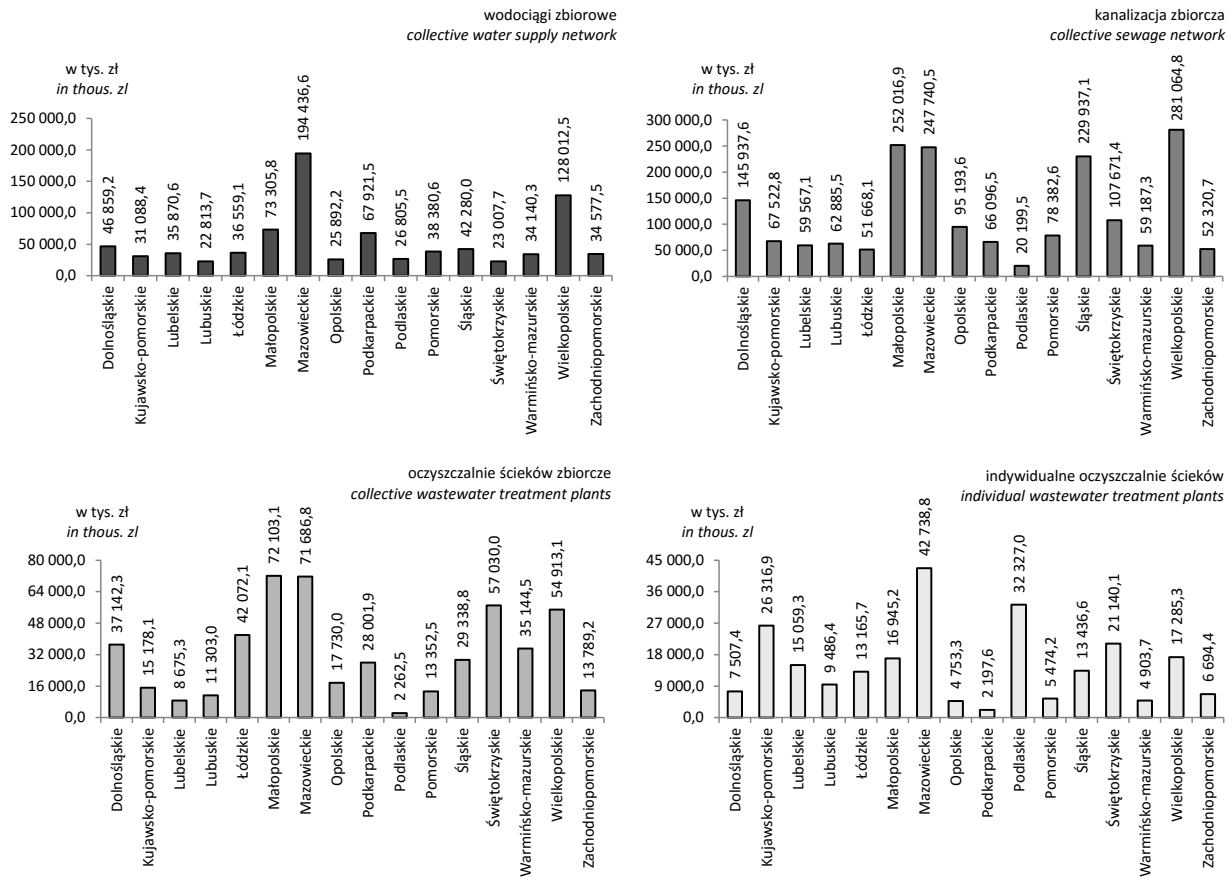 wodociągi zbiorowe
collective water supply network
w tys. zł
in thous. zl
250 000,0
200 000,0
150 000,0
100 000,0
50 000,0
0,0
46 859,2
31 088,4
35 870,6
22 813,7
36 559,1
73 305,8
194 436,6
25 892,2
67 921,5
26 805,5
38 380,6
42 280,0
23 007,7
34 140,3
128 012,5
34 577,5
Dolnośląskie
Kujawsko-pomorskie
Lubelskie
Lubuskie
Łódzkie
Małopolskie
Mazowieckie
Opolskie
Podkarpackie
Podlaskie
Pomorskie
Śląskie
Świętokrzyskie
Warmińsko-mazurskie
Wielkopolskie
Zachodniopomorskie
kanalizacja zbiorcza
collective sewage network
w tys. zł
in thous. zl
300 000,0
250 000,0
200 000,0
150 000,0
100 000,0
50 000,0
0,0
145 937,6
67 522,8
59 567,1
62 885,5
51 668,1
252 016,9
247 740,5
95 193,6
66 096,5
20 199,5
78 382,6
229 937,1
107 671,4
59 187,3
281 064,8
52 320,7
Dolnośląskie
Kujawsko-pomorskie
Lubelskie
Lubuskie
Łódzkie
Małopolskie
Mazowieckie
Opolskie
Podkarpackie
Podlaskie
Pomorskie
Śląskie
Świętokrzyskie
Warmińsko-mazurskie
Wielkopolskie
Zachodniopomorskie
oczyszczalnie ścieków zbiorcze
collective wastewater treatment plants
w tys. zł
in thous. zl
80 000,0
64 000,0
48 000,0
32 000,0
16 000,0
0,0
37 142,3
15 178,1
8 675,3
11 303,0
42 072,1
72 103,1
71 686,8
17 730,0
28 001,9
2 262,5
13 352,5
29 338,8
57 030,0
35 144,5
54 913,1
13 789,2
Dolnośląskie
Kujawsko-pomorskie
Lubelskie
Lubuskie
Łódzkie
Małopolskie
Mazowieckie
Opolskie
Podkarpackie
Podlaskie
Pomorskie
Śląskie
Świętokrzyskie
Warmińsko-mazurskie
Wielkopolskie
Zachodniopomorskie
indywidualne oczyszczalnie ścieków
individual wastewater treatment plants
w tys. zł
in thous. zl
45 000,0
36 000,0
27 000,0
18 000,0
9 000,0
0,0
7 507,4
26 316,9
15 059,3
9 486,4
13 165,7
16 945,2
42 738,8
4 753,3
2 197,6
32 327,0
5 474,2
13 436,6
21 140,1
4 903,7
17 285,3
6 694,4
Dolnośląskie
Kujawsko-pomorskie
Lubelskie
Lubuskie
Łódzkie
Małopolskie
Mazowieckie
Opolskie
Podkarpackie
Podlaskie
Pomorskie
Śląskie
Świętokrzyskie
Warmińsko-mazurskie
Wielkopolskie
Zachodniopomorskie